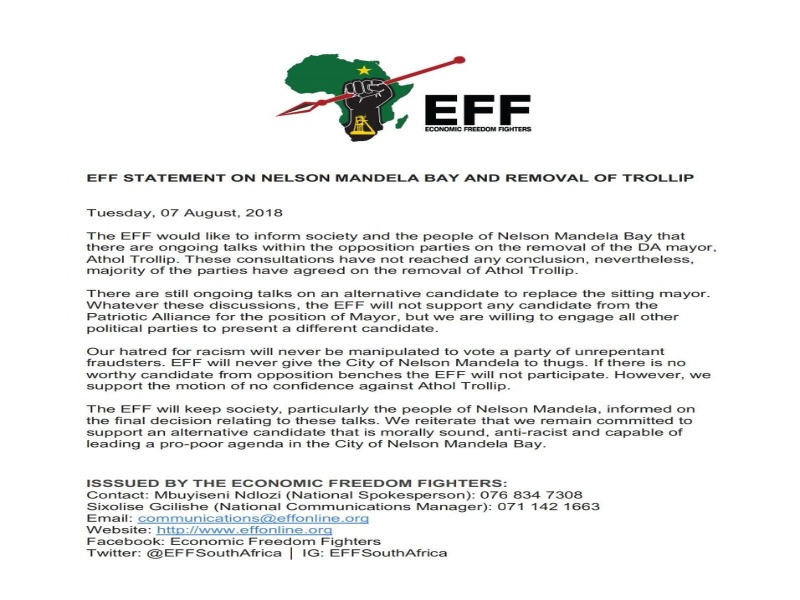 EFF
ECONOMIC FREEDOM FIGHTERS
EFF STATEMENT ON NELSON MANDELA BAY AND REMOVAL OF TROLLIP
Tuesday, 07 August, 2018
The EFF would like to inform society and the people of Nelson Mandela Bay that
there are ongoing talks within the opposition parties on the removal of the DA mayor,
Athol Trollip. These consultations have not reached any conclusion, nevertheless,
majority of the parties have agreed on the removal of Athol Trollip.
There are still ongoing talks on an alternative candidate to replace the sitting mayor.
Whatever these discussions, the EFF will not support any candidate from the
Patriotic Alliance for the position of Mayor, but we are willing to engage all other
political parties to present a different candidate.
Our hatred for racism will never be manipulated to vote a party of unrepentant
fraudsters. EFF will never give the City of Nelson Mandela to thugs. If there is no
worthy candidate from opposition benches the EFF will not participate. However, we
support the motion of no confidence against Athol Trollip.
The EFF will keep society, particularly the people of Nelson Mandela, informed on
the final decision relating to these talks. We reiterate that we remain committed to
support an alternative candidate that is morally sound, anti-racist and capable of
leading a pro-poor agenda in the City of Nelson Mandela Bay.
ISSSUED BY THE ECONOMIC FREEDOM FIGHTERS:
Contact: Mbuyiseni Ndlozi (National Spokesperson): 076 834 7308
Sixolise Gcilishe (National Communications Manager): 071 142 1663
Email: communications@effonline.org
Website: http://www.effonline.org
Facebook: Economic Freedom Fighters
Twitter: @EFFSouthAfrica | IG: EFFSouthAfrica